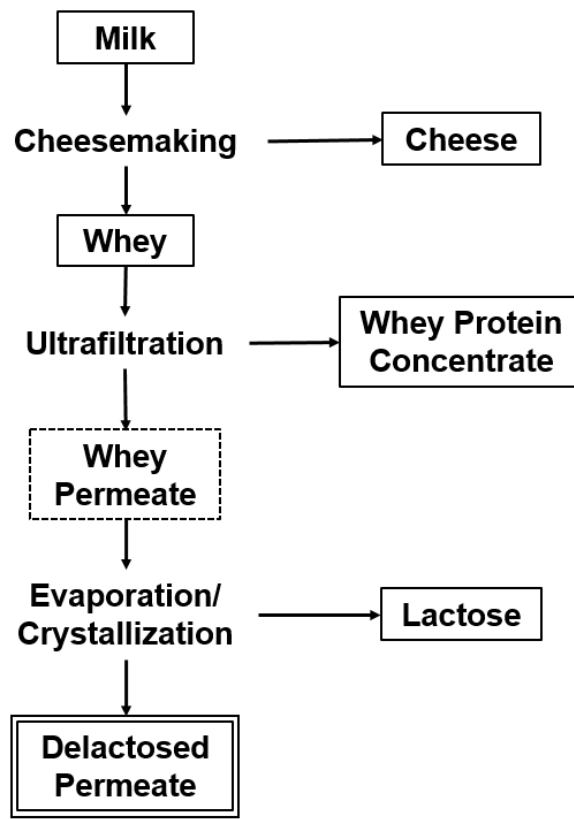 Milk
Cheesemaking
Cheese
Whey
Ultrafiltration
Whey Protein
Concentrate
Whey
Permeate
Evaporation/
Crystallization
Lactose
Delactosed
Permeate